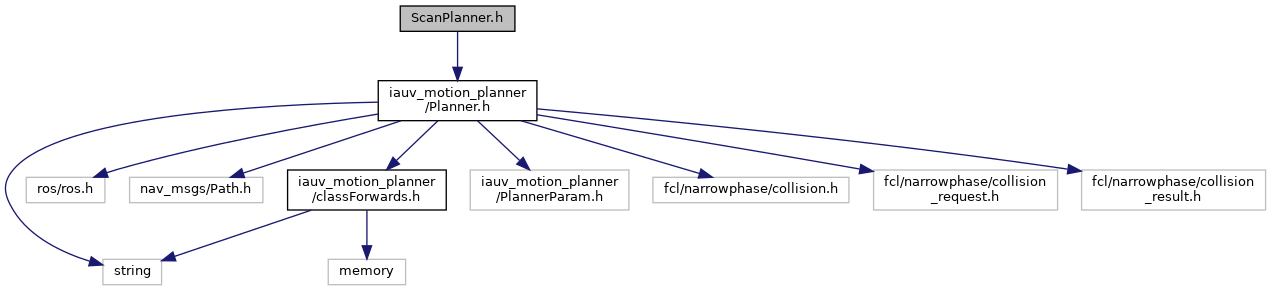 ScanPlanner.h
iauv_motion_planner
/Planner.h
ros/ros.h
nav_msgs/Path.h
iauv_motion_planner
/classForwards.h
iauv_motion_planner
/PlannerParam.h
fcl/narrowphase/collision.h
fcl/narrowphase/collision
_request.h
fcl/narrowphase/collision
_result.h
string
memory